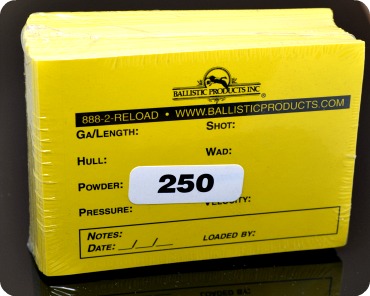 BALLISTIC PRODUCTS INC®
888-2-RELOAD • WWW.BALLISTICPRODUCTS.COM
GA/LENGTH: SHOT:
HULL: WAD:
POWDER: 250
PRESSURE: VELOCITY:
NOTES:
DATE: __/__/__ LOADED BY: